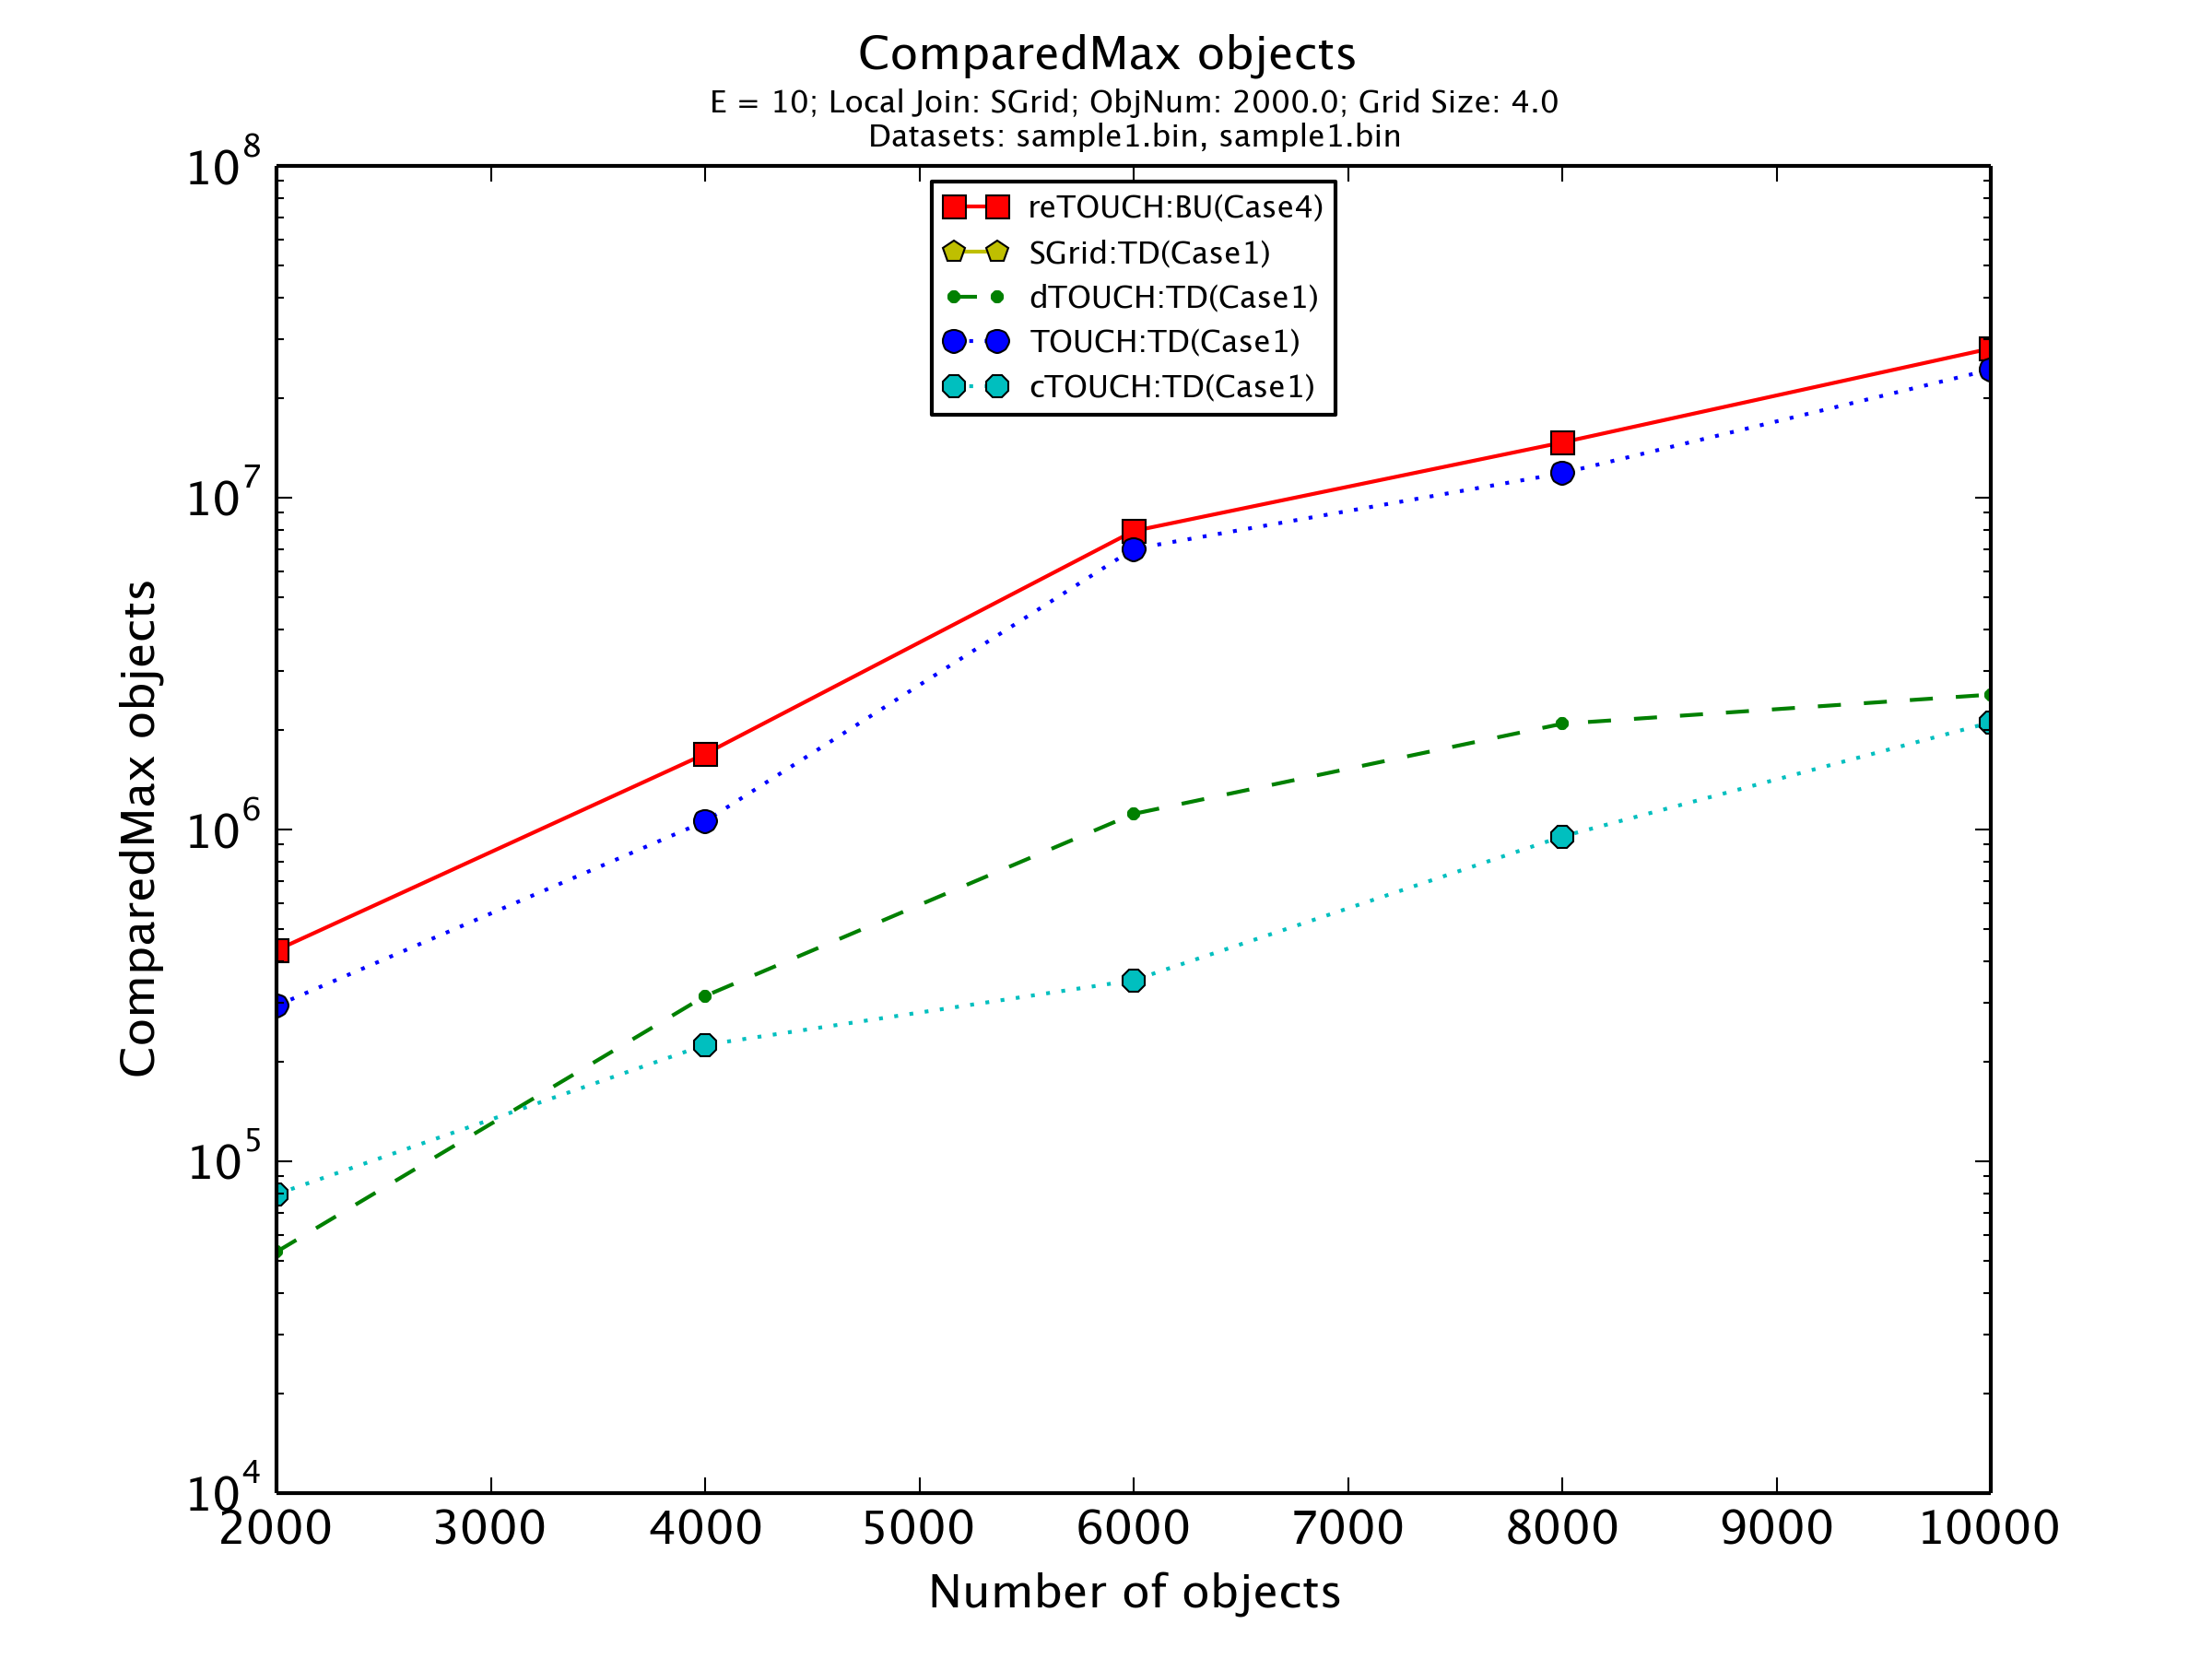 ComparedMax objects
E = 10; Local Join: SGrid; ObjNum: 2000.0; Grid Size: 4.0
Datasets: sample1.bin, sample1.bin
reTOUCH:BU(Case4)
SGrid:TD(Case1)
dTOUCH:TD(Case1)
TOUCH:TD(Case1)
cTOUCH:TD(Case1)
ComparedMax objects
10^8
10^7
10^6
10^5
10^4
2000 3000 4000 5000 6000 7000 8000 9000 10000
Number of objects